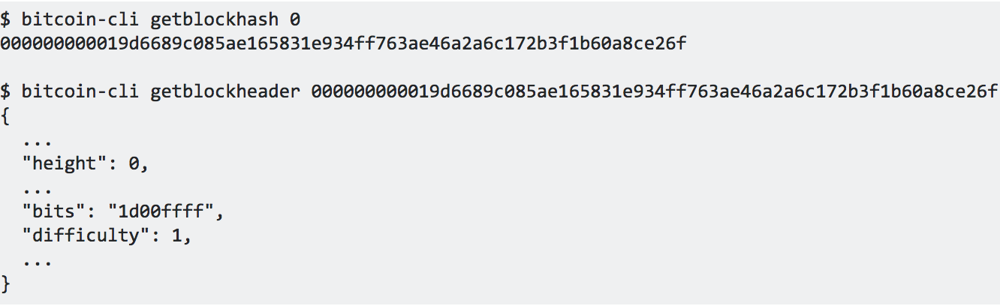 $ bitcoin-cli getblockhash 0
000000000019d6689c085ae165831e934ff763ae46a2a6c172b3f1b60a8ce26f
$ bitcoin-cli getblockheader 000000000019d6689c085ae165831e934ff763ae46a2a6c172b3f1b60a8ce26f
{
...
"height": 0,
...
"bits": "1d00ffff",
"difficulty": 1,
...
}